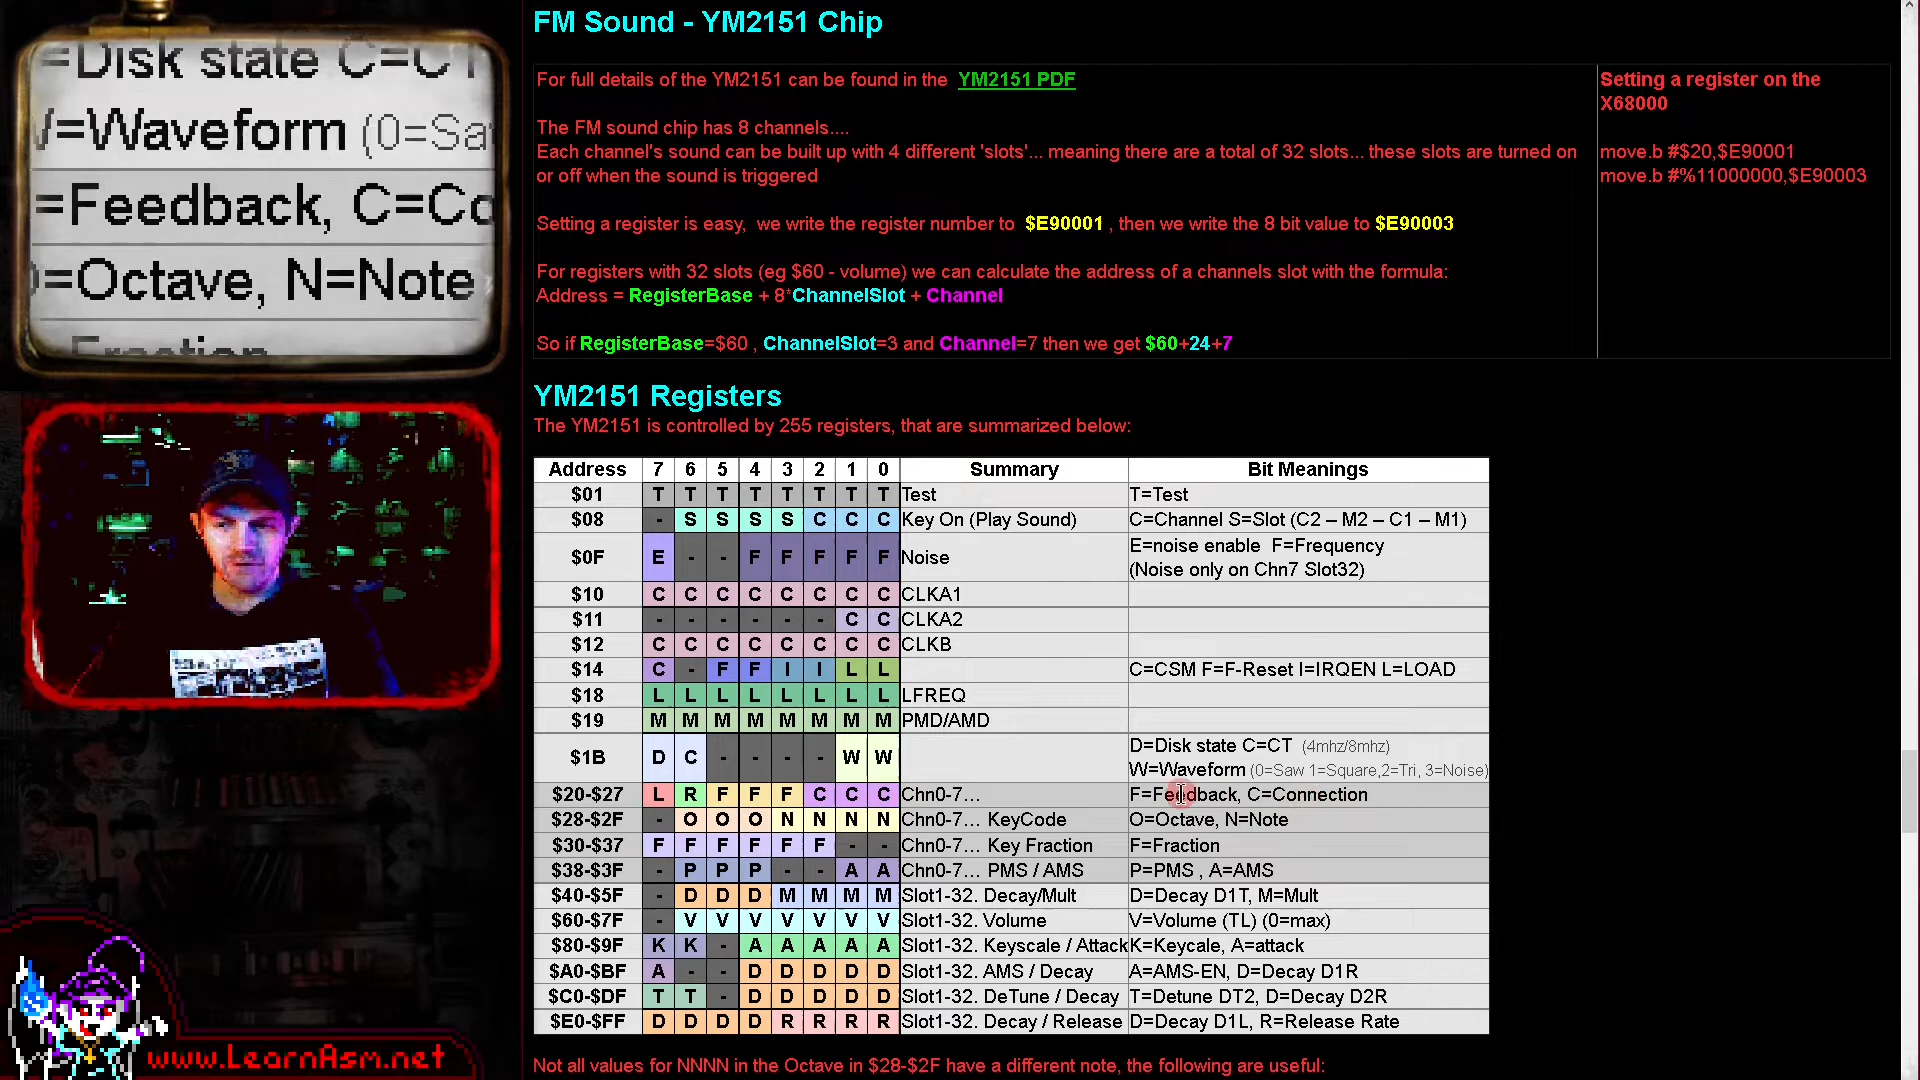 =Disk state C=CT
=Waveform (0=Sa
=Feedback, C=Co
=Octave, N=Note
www.LearnAsm.net
FM Sound - YM2151 Chip
For full details of the YM2151 can be found in the YM2151 PDF
The FM sound chip has 8 channels....
Each channel's sound can be built up with 4 different 'slots'... meaning there are a total of 32 slots... these slots are turned on
or off when the sound is triggered
Setting a register is easy, we write the register number to $E90001 , then we write the 8 bit value to $E90003
For registers with 32 slots (eg $60 - volume) we can calculate the address of a channels slot with the formula:
Address = RegisterBase + 8*ChannelSlot + Channel
So if RegisterBase=$60 , ChannelSlot=3 and Channel=7 then we get $60+24+7
Setting a register on the
X68000
move.b #$20,$E90001
move.b #%11000000,$E90003
YM2151 Registers
The YM2151 is controlled by 255 registers, that are summarized below:
Address 7 6 5 4 3 2 1 0 Summary Bit Meanings
$01 T T T T T T T T Test T=Test
$08 - S S S S C C C Key On (Play Sound) C=Channel S=Slot (C2 – M2 – C1 – M1)
$0F E - - F F F F F Noise E=noise enable F=Frequency
(Noise only on Chn7 Slot32)
$10 C C C C C C C C CLKA1
$11 - - - - - - C C CLKA2
$12 C C C C C C C C CLKB
$14 C - F F I I L L C=CSM F=F-Reset I=IRQEN L=LOAD
$18 L L L L L L L L LFREQ
$19 M M M M M M M M PMD/AMD
$1B D C - - - - W W D=Disk state C=CT (4mhz/8mhz)
W=Waveform (0=Saw 1=Square,2=Tri, 3=Noise)
$20-$27 L R F F F C C C Chn0-7... F=Feedback, C=Connection
$28-$2F - O O O N N N N Chn0-7... KeyCode O=Octave, N=Note
$30-$37 F F F F F F - - Chn0-7... Key Fraction F=Fraction
$38-$3F - P P P - - A A Chn0-7... PMS / AMS P=PMS , A=AMS
$40-$5F - D D D M M M M Slot1-32. Decay/Mult D=Decay D1T, M=Mult
$60-$7F - V V V V V V V Slot1-32. Volume V=Volume (TL) (0=max)
$80-$9F K K - A A A A A Slot1-32. Keyscale / Attack K=Keycale, A=attack
$A0-$BF A - - D D D D D Slot1-32. AMS / Decay A=AMS-EN, D=Decay D1R
$C0-$DF T T - D D D D D Slot1-32. DeTune / Decay T=Detune DT2, D=Decay D2R
$E0-$FF D D D D R R R R Slot1-32. Decay / Release D=Decay D1L, R=Release Rate
Not all values for NNNN in the Octave in $28-$2F have a different note, the following are useful: